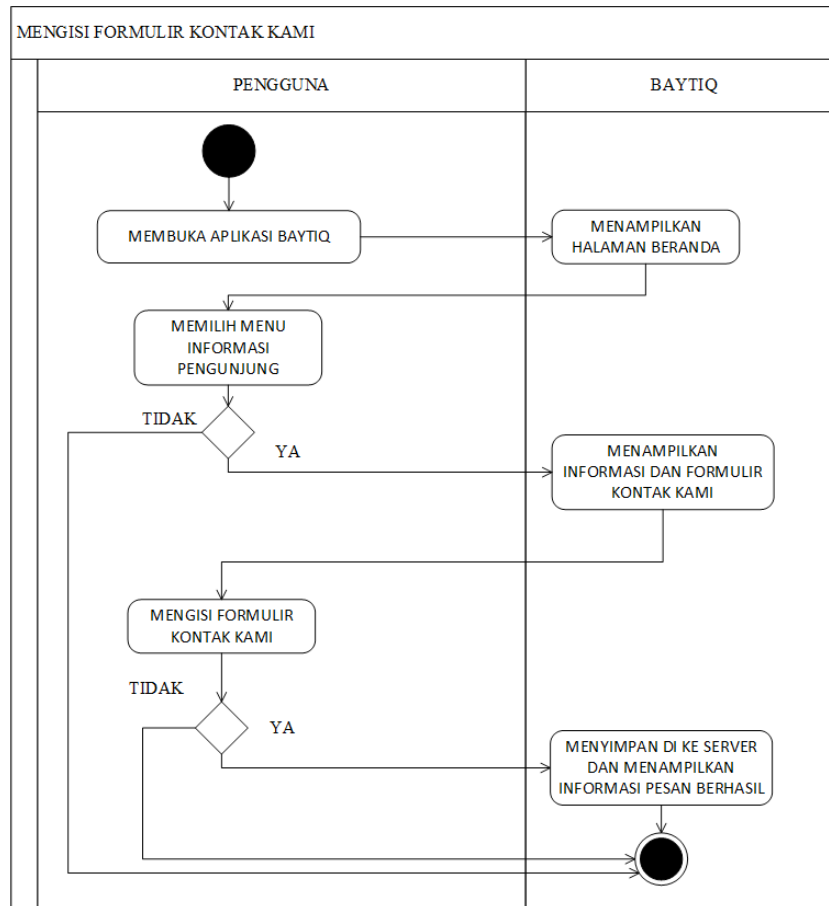 MENGISI FORMULIR KONTAK KAMI
PENGGUNA
BAYTIQ
MEMBUKA APLIKASI BAYTIQ
MENAMPILKAN
HALAMAN BERANDA
MEMILIH MENU
INFORMASI
PENGUNJUNG
TIDAK
YA
MENAMPILKAN
INFORMASI DAN FORMULIR
KONTAK KAMI
MENGISI FORMULIR
KONTAK KAMI
TIDAK
YA
MENYIMPAN DI KE SERVER
DAN MENAMPILKAN
INFORMASI PESAN BERHASIL